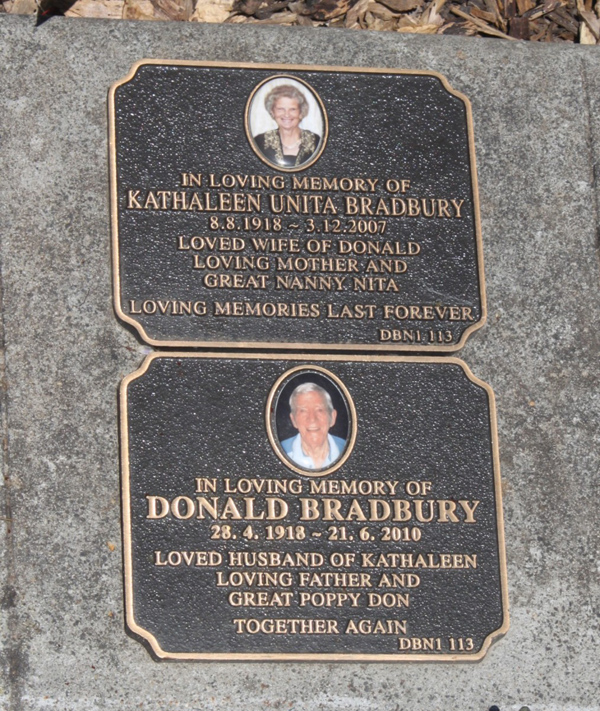 IN LOVING MEMORY OF
KATHALEEN UNITA BRADBURY
8.8.1918 ~ 3.12.2007
LOVED WIFE OF DONALD
LOVING MOTHER AND
GREAT NANNY NITA
LOVING MEMORIES LAST FOREVER
DBN1 113
IN LOVING MEMORY OF
DONALD BRADBURY
28. 4. 1918 ~ 21. 6. 2010
LOVED HUSBAND OF KATHALEEN
LOVING FATHER AND
GREAT POPPY DON
TOGETHER AGAIN
DBN1 113